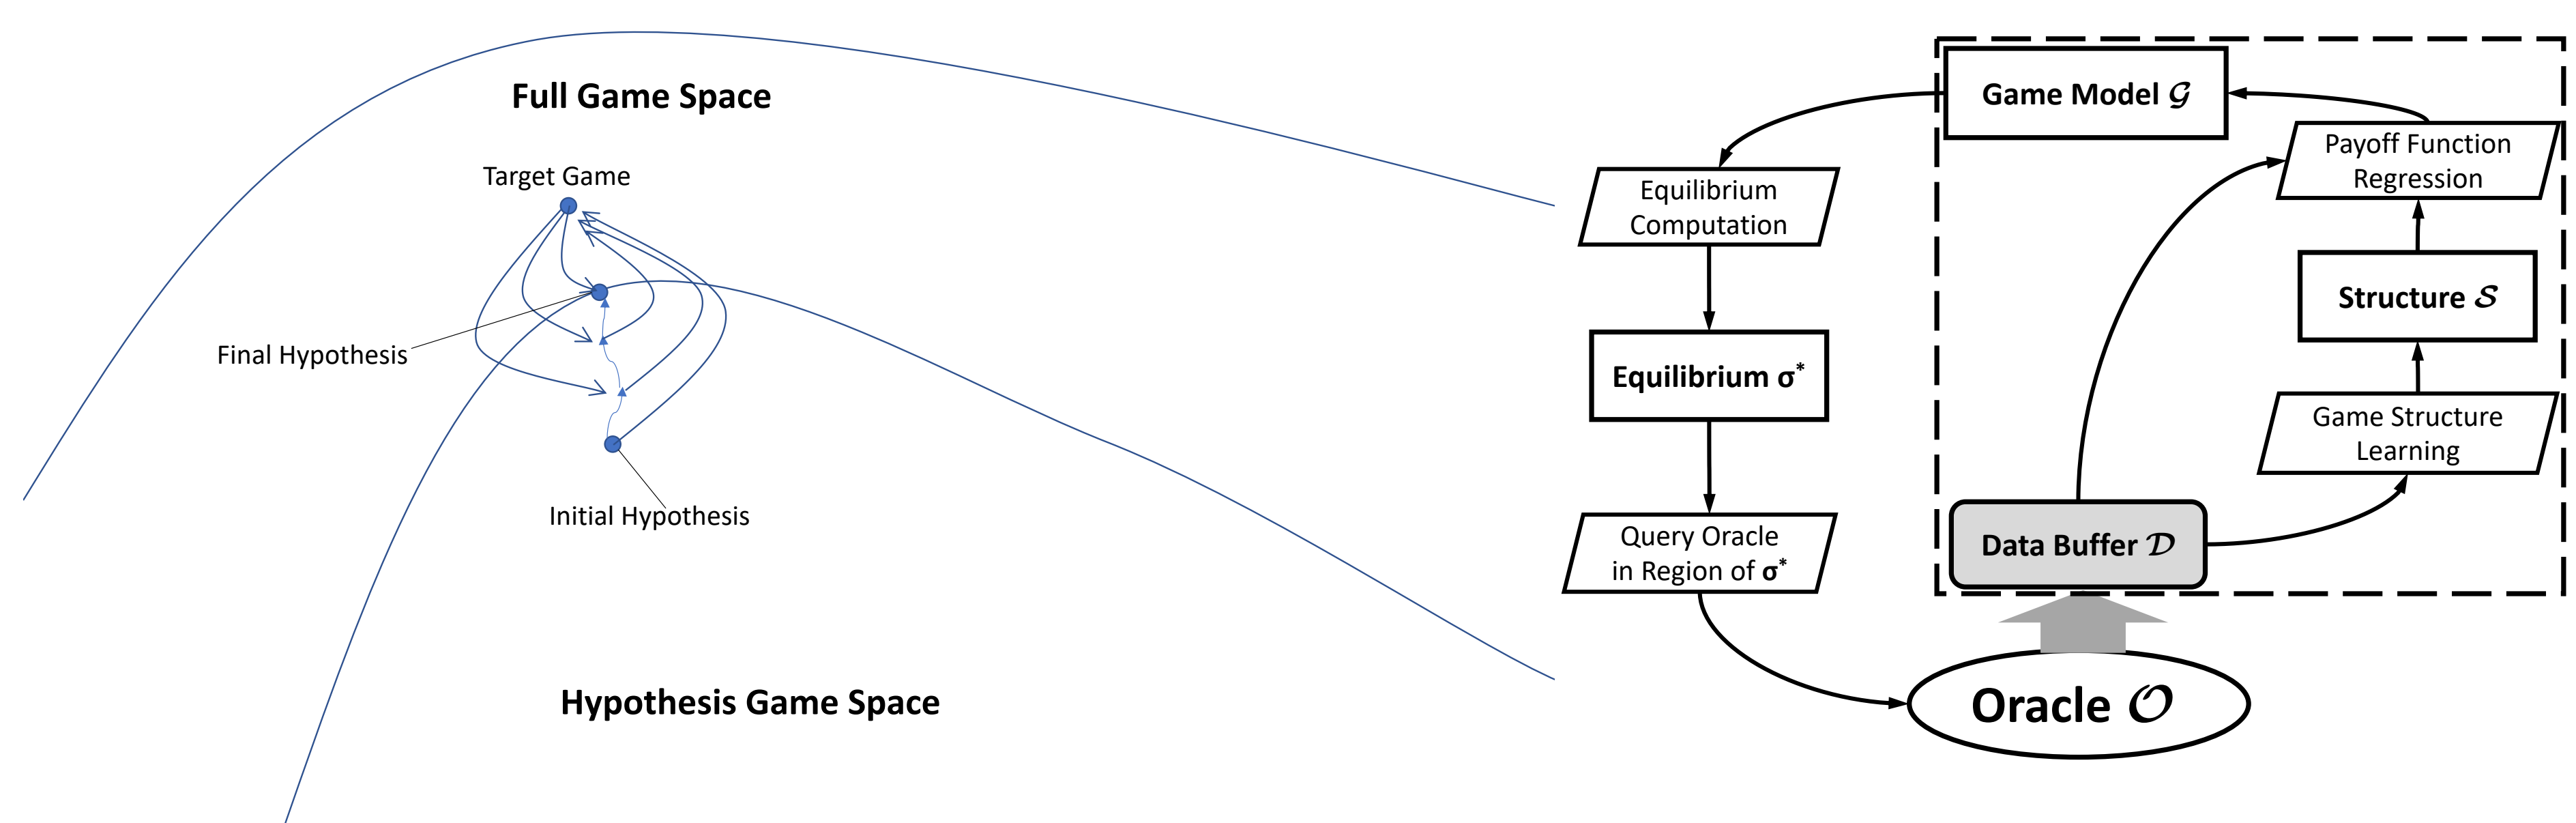 Full Game Space
Target Game
Final Hypothesis
Initial Hypothesis
Hypothesis Game Space
Game Model 𝒢
Payoff Function
Regression
Equilibrium
Computation
Structure 𝒮
Equilibrium σ*
Game Structure
Learning
Query Oracle
in Region of σ*
Data Buffer 𝒟
Oracle 𝒪